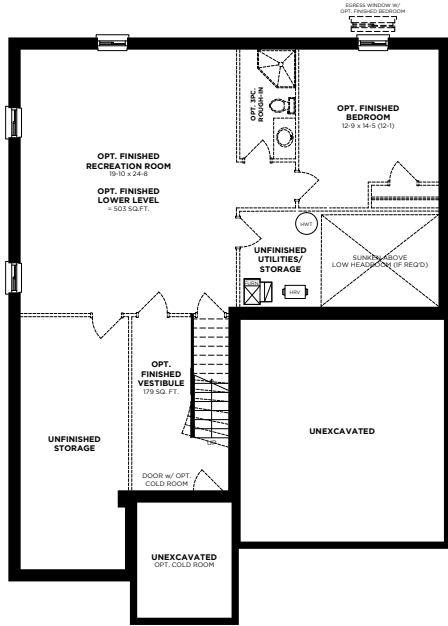 EGRESS WINDOW W/
OPT. FINISHED BEDROOM
OPT. 3PC.
ROUGH-IN
OPT. FINISHED
BEDROOM
12-9 x 14-5 (12-1)
OPT. FINISHED
RECREATION ROOM
19-10 x 24-8
OPT. FINISHED
LOWER LEVEL
= 503 SQ.FT.
HWT
UNFINISHED
UTILITIES/
STORAGE
SUNKEN ABOVE
LOW HEADROOM (IF REQ'D)
FURN
HRV
OPT.
FINISHED
VESTIBULE
179 SQ. FT.
UP
UNFINISHED
STORAGE
UNEXCAVATED
DOOR w/ OPT.
COLD ROOM
UNEXCAVATED
OPT. COLD ROOM